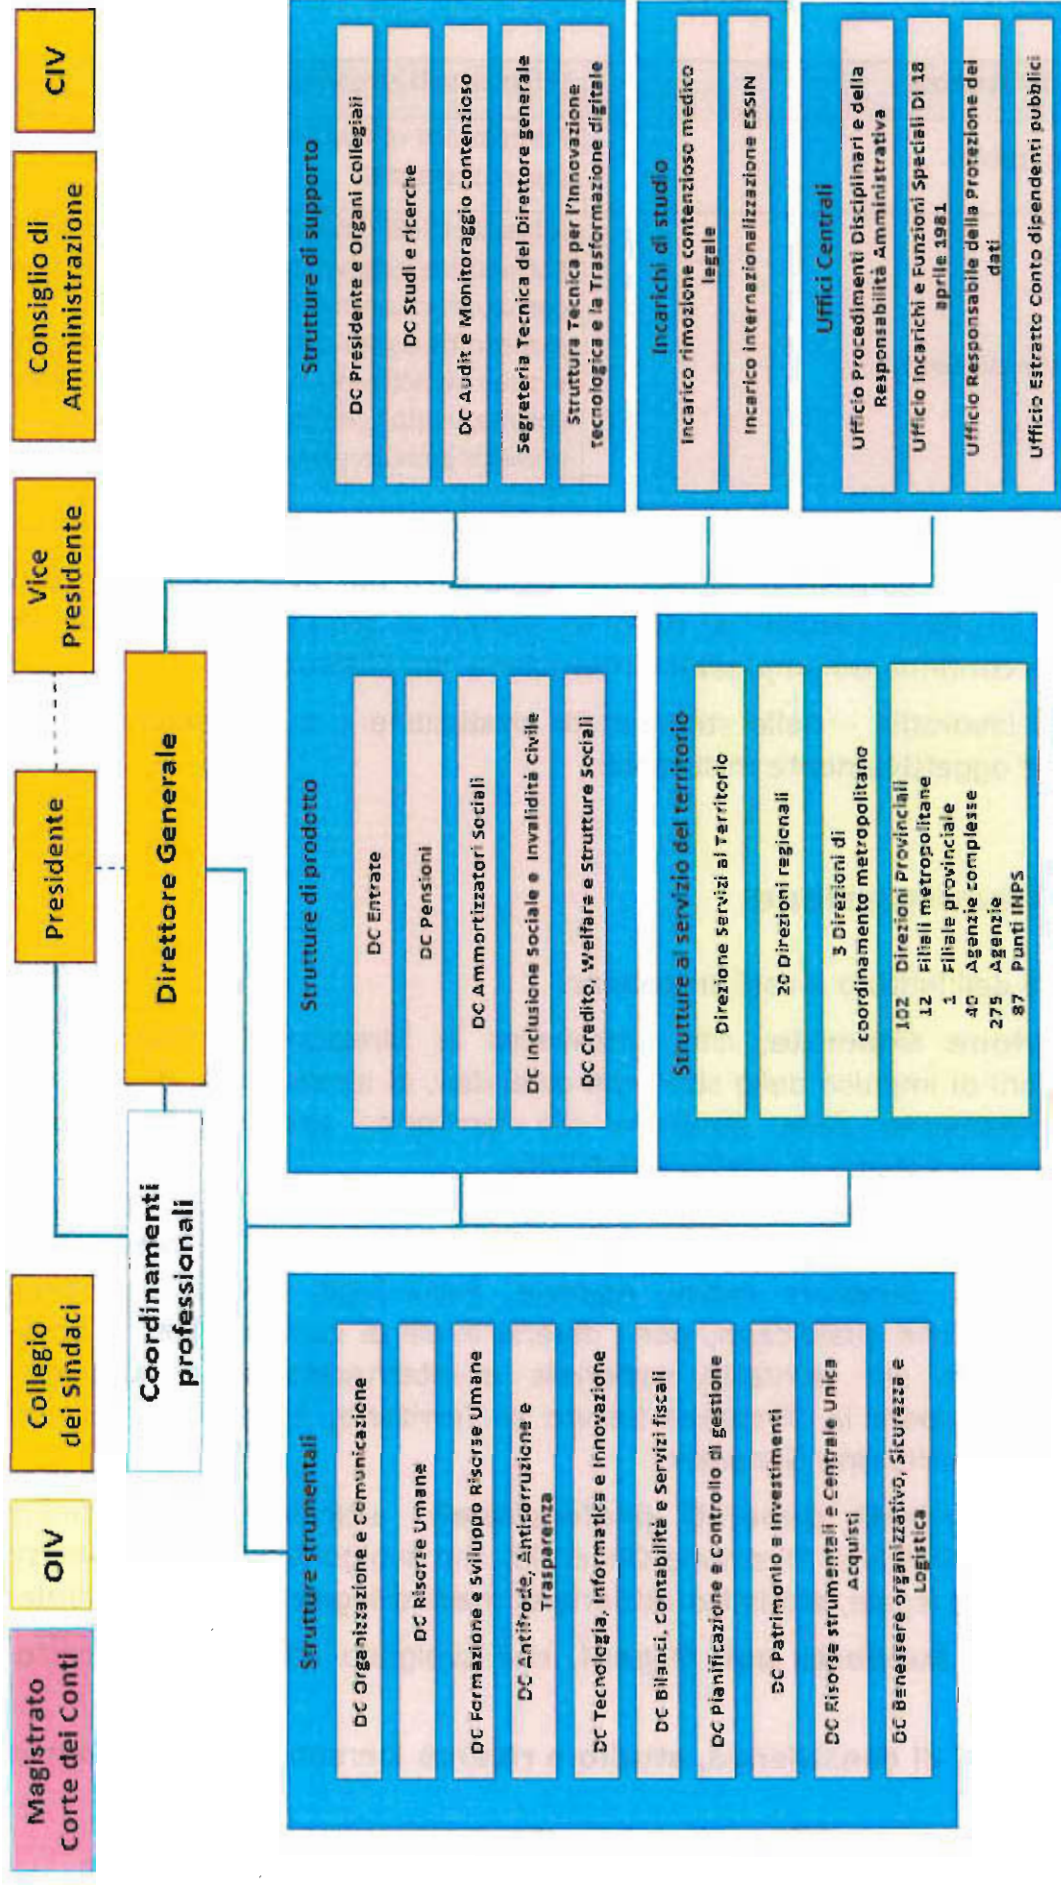 Magistrato
Corte dei Conti
OIV
Collegio
dei Sindaci
Presidente
Vice
Presidente
Consiglio di
Amministrazione
CIV
Coordinamenti
professionali
Direttore Generale
Strutture strumentali
DC Organizzazione e Comunicazione
DC Risorse Umane
DC Formazione e Sviluppo Risorse Umane
DC Antifrode, Anticorruzione e
Trasparenza
DC Tecnologia, Informatica e Innovazione
DC Bilanci, Contabilità e Servizi fiscali
DC Pianificazione e Controllo di gestione
DC Patrimonio e Investimenti
DC Risorse strumentali e Centrale Unica
Acquisti
DC Benessere organizzativo, Sicurezza e
Logistica
Strutture di prodotto
DC Entrate
DC Pensioni
DC Ammortizzatori Sociali
DC Inclusione sociale e Invalidità civile
DC Credito, Welfare e Strutture Sociali
Strutture al servizio del territorio
Direzione Servizi al Territorio
20 Direzioni regionali
3 Direzioni di
coordinamento metropolitano
102 Direzioni Provinciali
12 Filiali metropolitane
1 Filiale provinciale
40 Agenzie complesse
275 Agenzie
87 Punti INPS
Strutture di supporto
DC Presidente e Organi Collegiali
DC Studi e ricerche
DC Audit e Monitoraggio contenzioso
Segreteria Tecnica del Direttore generale
Struttura Tecnica per l'Innovazione
tecnologica e la Trasformazione digitale
Incarichi di studio
Incarico rimozione contenzioso medico
legale
Incarico Internazionalizzazione ESSIN
Uffici Centrali
Ufficio Procedimenti Disciplinari e della
Responsabilità Amministrativa
Ufficio Incarichi e Funzioni Speciali DI 18
aprile 1981
Ufficio Responsabile della Protezione dei
dati
Ufficio Estratto Conto dipendenti pubblici